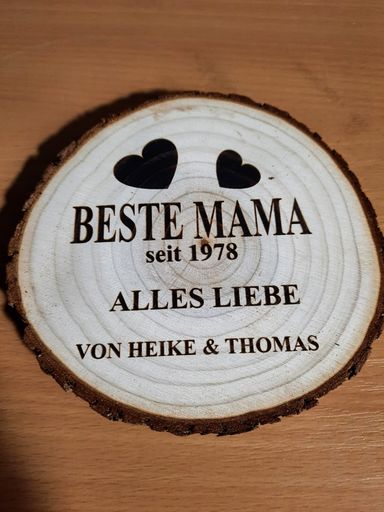 BESTE MAMA
seit 1978
ALLES LIEBE
VON HEIKE & THOMAS